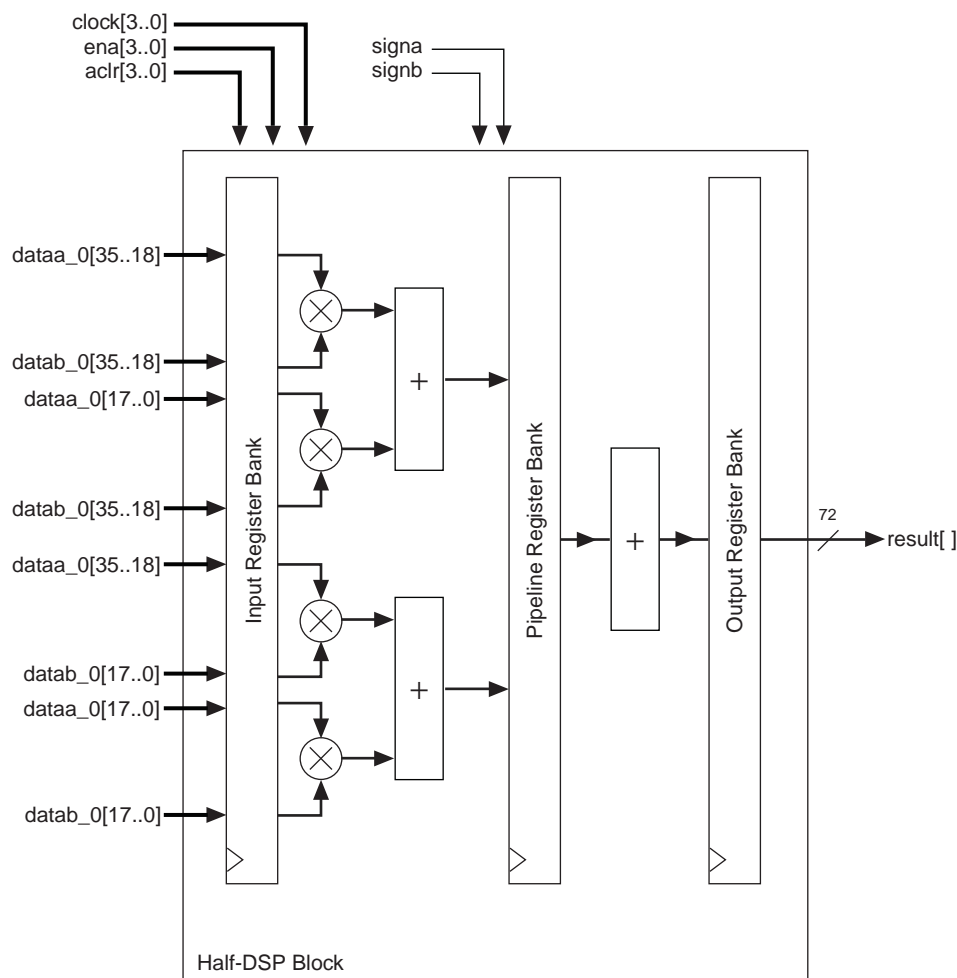 clock[3..0]
ena[3..0]
aclr[3..0]
signa
signb
dataa_0[35..18]
datab_0[35..18]
dataa_0[17..0]
datab_0[35..18]
dataa_0[35..18]
datab_0[17..0]
dataa_0[17..0]
datab_0[17..0]
Input Register Bank
+
+
Pipeline Register Bank
+
Output Register Bank
72
result[ ]
Half-DSP Block